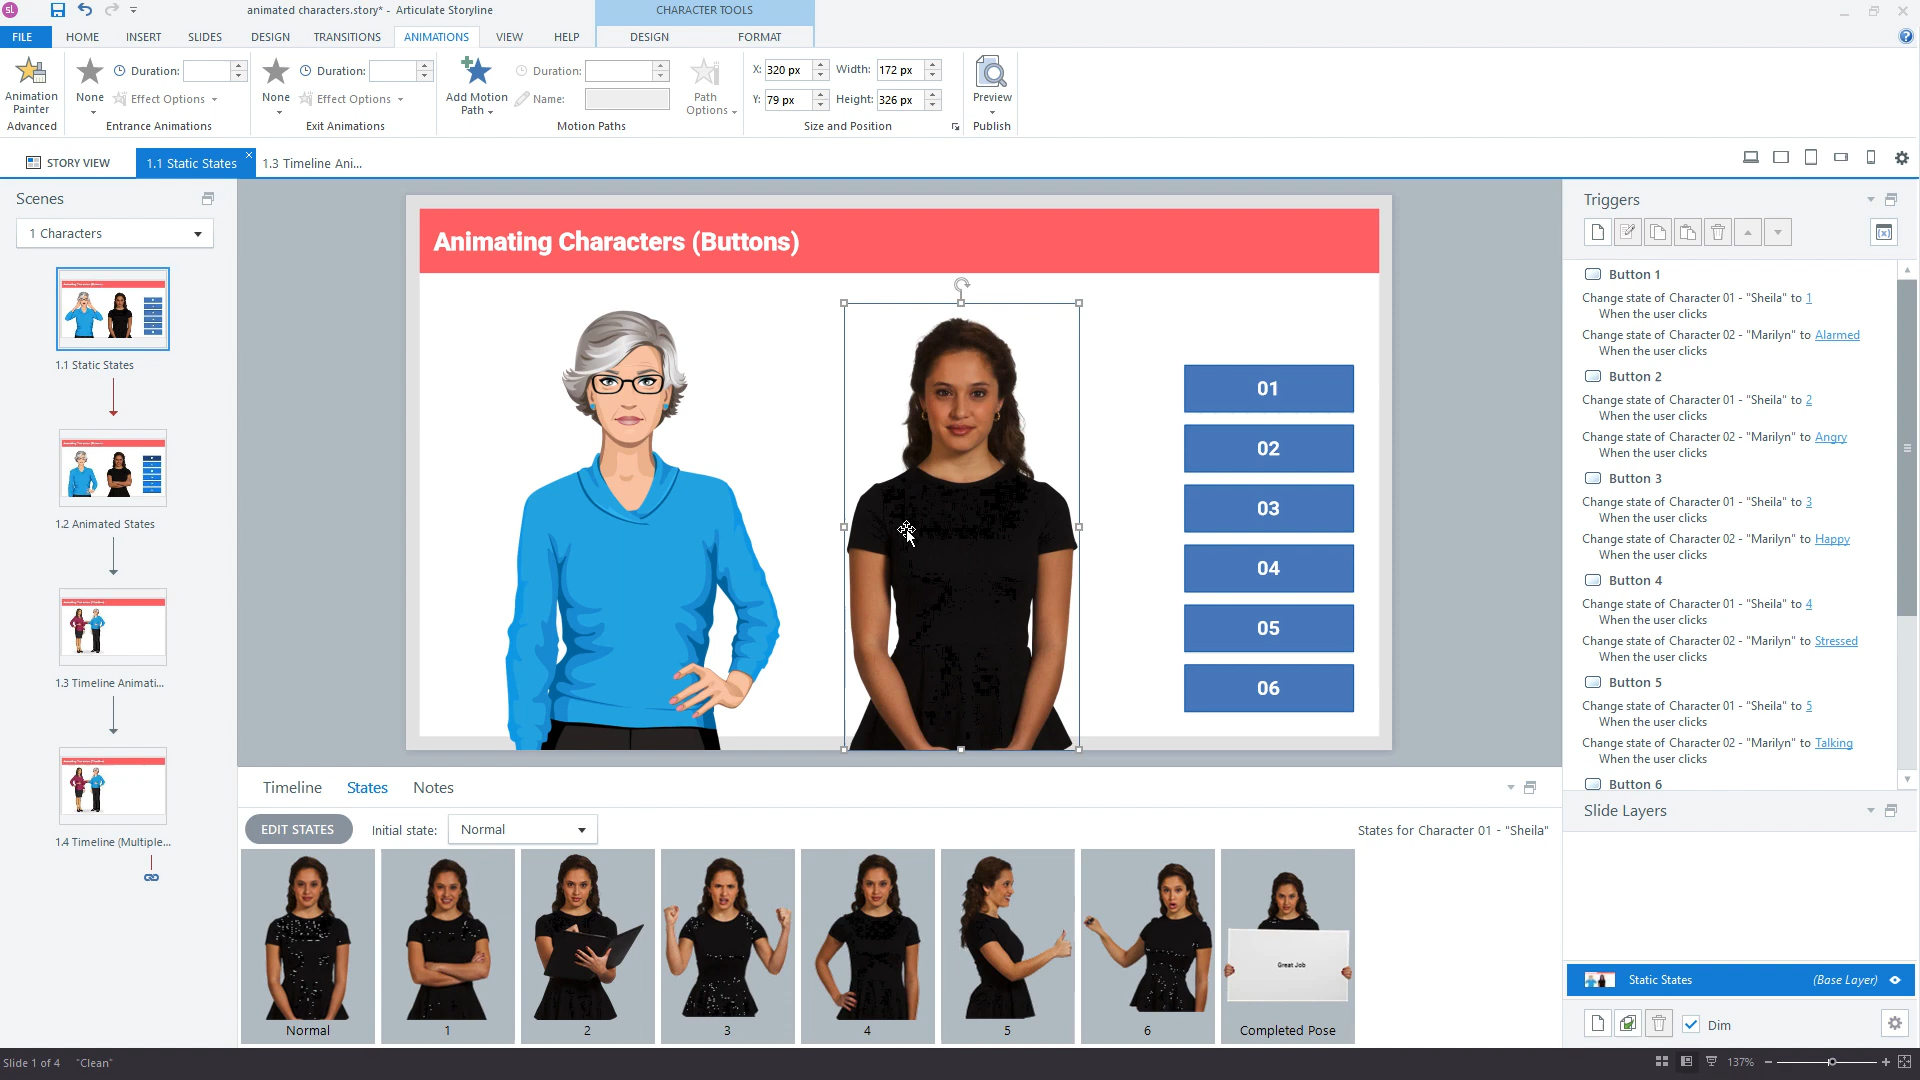 sl
animated characters.story* - Articulate Storyline
CHARACTER TOOLS
FILE HOME INSERT SLIDES DESIGN TRANSITIONS ANIMATIONS VIEW HELP DESIGN FORMAT
Animation Painter
Advanced
None
Duration:
Effect Options
Entrance Animations
None
Duration:
Effect Options
Exit Animations
Add Motion Path
Duration:
Name:
Path Options
Motion Paths
X: 320 px Width: 172 px
Y: 79 px Height: 326 px
Size and Position
Preview
Publish
STORY VIEW
1.1 Static States
1.3 Timeline Ani...
Scenes
1 Characters
1.1 Static States
1.2 Animated States
1.3 Timeline Animati...
1.4 Timeline (Multiple...
Animating Characters (Buttons)
01
02
03
04
05
06
Timeline States Notes
EDIT STATES
Initial state: Normal
States for Character 01 - "Sheila"
Great Job
Normal 1 2 3 4 5 6 Completed Pose
Triggers
Button 1
Change state of Character 01 - "Sheila" to 1
When the user clicks
Change state of Character 02 - "Marilyn" to Alarmed
When the user clicks
Button 2
Change state of Character 01 - "Sheila" to 2
When the user clicks
Change state of Character 02 - "Marilyn" to Angry
When the user clicks
Button 3
Change state of Character 01 - "Sheila" to 3
When the user clicks
Change state of Character 02 - "Marilyn" to Happy
When the user clicks
Button 4
Change state of Character 01 - "Sheila" to 4
When the user clicks
Change state of Character 02 - "Marilyn" to Stressed
When the user clicks
Button 5
Change state of Character 01 - "Sheila" to 5
When the user clicks
Change state of Character 02 - "Marilyn" to Talking
When the user clicks
Button 6
Slide Layers
Static States (Base Layer)
Dim
Slide 1 of 4 "Clean"
137%